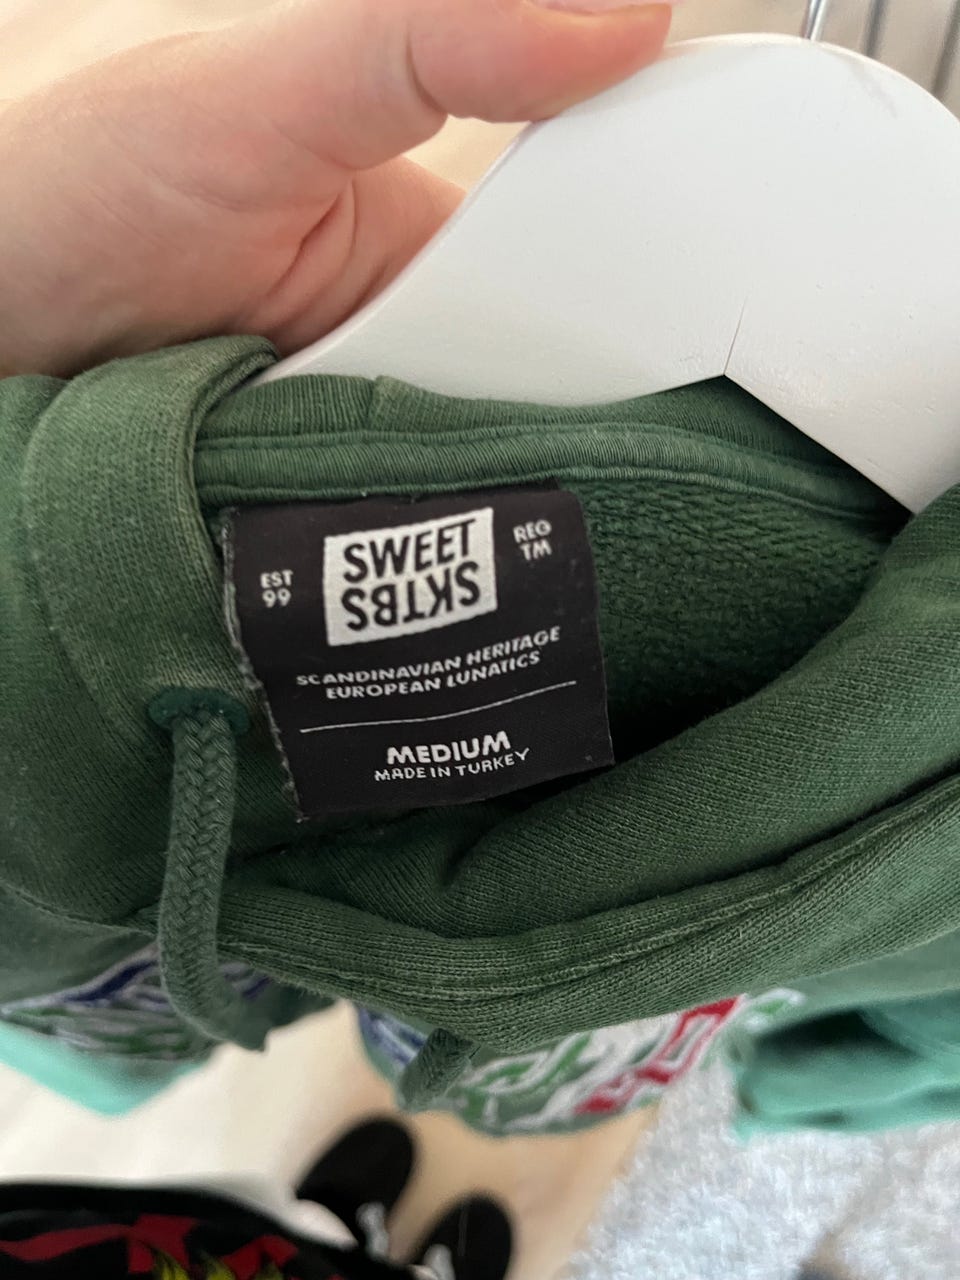 EST
99
SWEET
SKTBS
REG
TM
SCANDINAVIAN HERITAGE
EUROPEAN LUNATICS
MEDIUM
MADE IN TURKEY